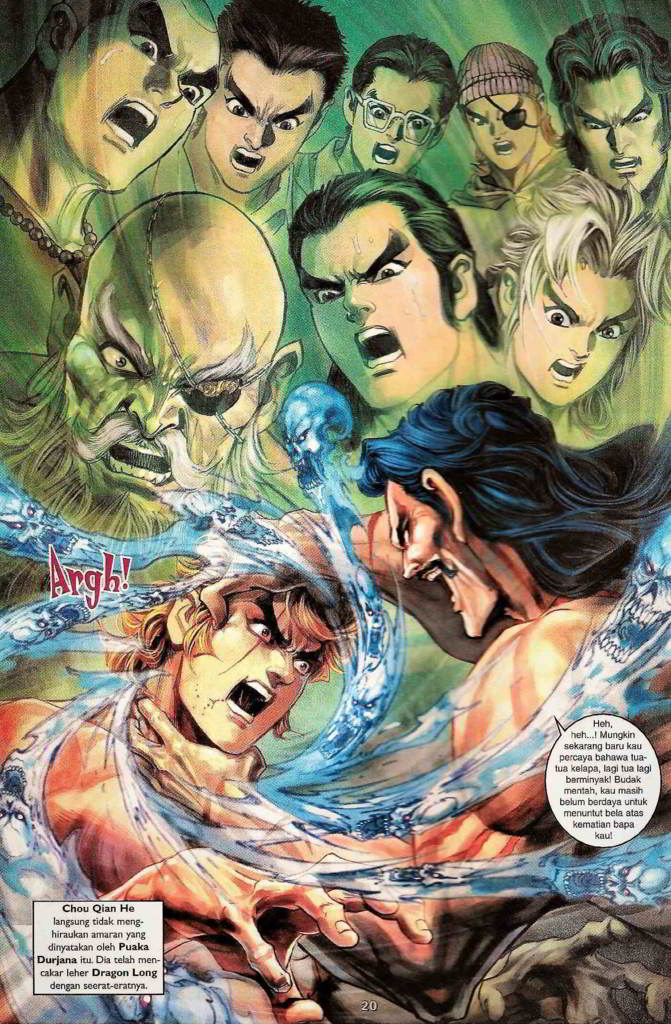 Argh!
Heh,
heh...! Mungkin
sekarang baru kau
percaya bahawa tua-
tua kelapa, lagi tua lagi
berminyak! Budak
mentah, kau masih
belum berdaya untuk
menuntut bela atas
kematian bapa
kau!
Chou Qian He
langsung tidak meng-
hiraukan amaran yang
dinyatakan oleh Puaka
Durjana itu. Dia telah men-
cakar leher Dragon Long
dengan seerat-eratnya.
20